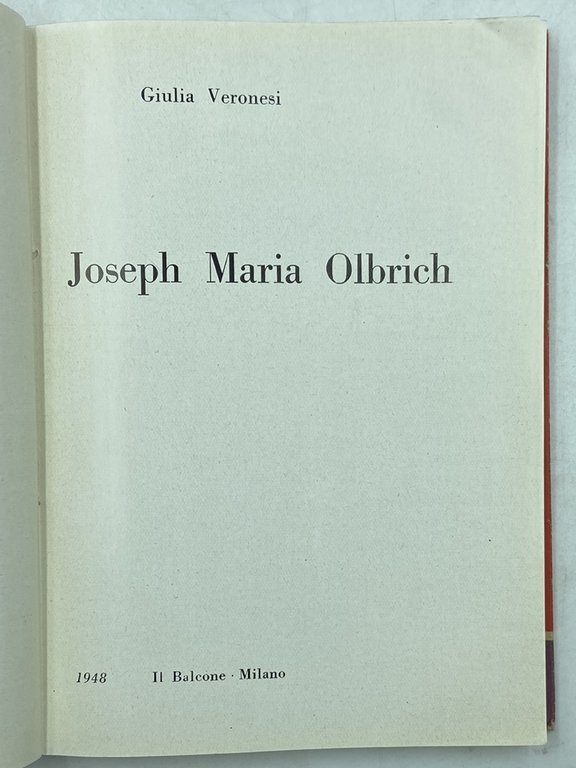 Giulia Veronesi
Joseph Maria Olbrich
1948 Il Balcone · Milano